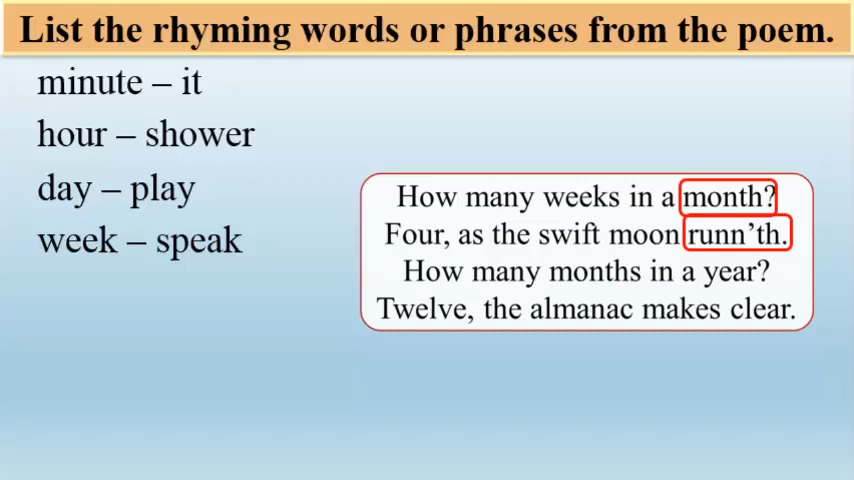 List the rhyming words or phrases from the poem.
minute – it
hour – shower
day – play
week – speak
How many weeks in a month?
Four, as the swift moon runn’th.
How many months in a year?
Twelve, the almanac makes clear.